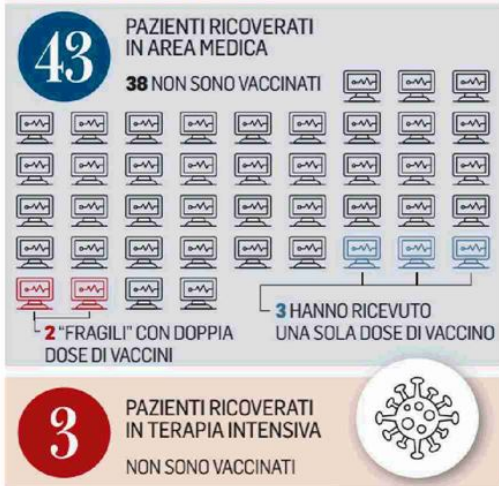 43
PAZIENTI RICOVERATI
IN AREA MEDICA
38 NON SONO VACCINATI
2 "FRAGILI" CON DOPPIA
DOSE DI VACCINI
3 HANNO RICEVUTO
UNA SOLA DOSE DI VACCINO
3
PAZIENTI RICOVERATI
IN TERAPIA INTENSIVA
NON SONO VACCINATI